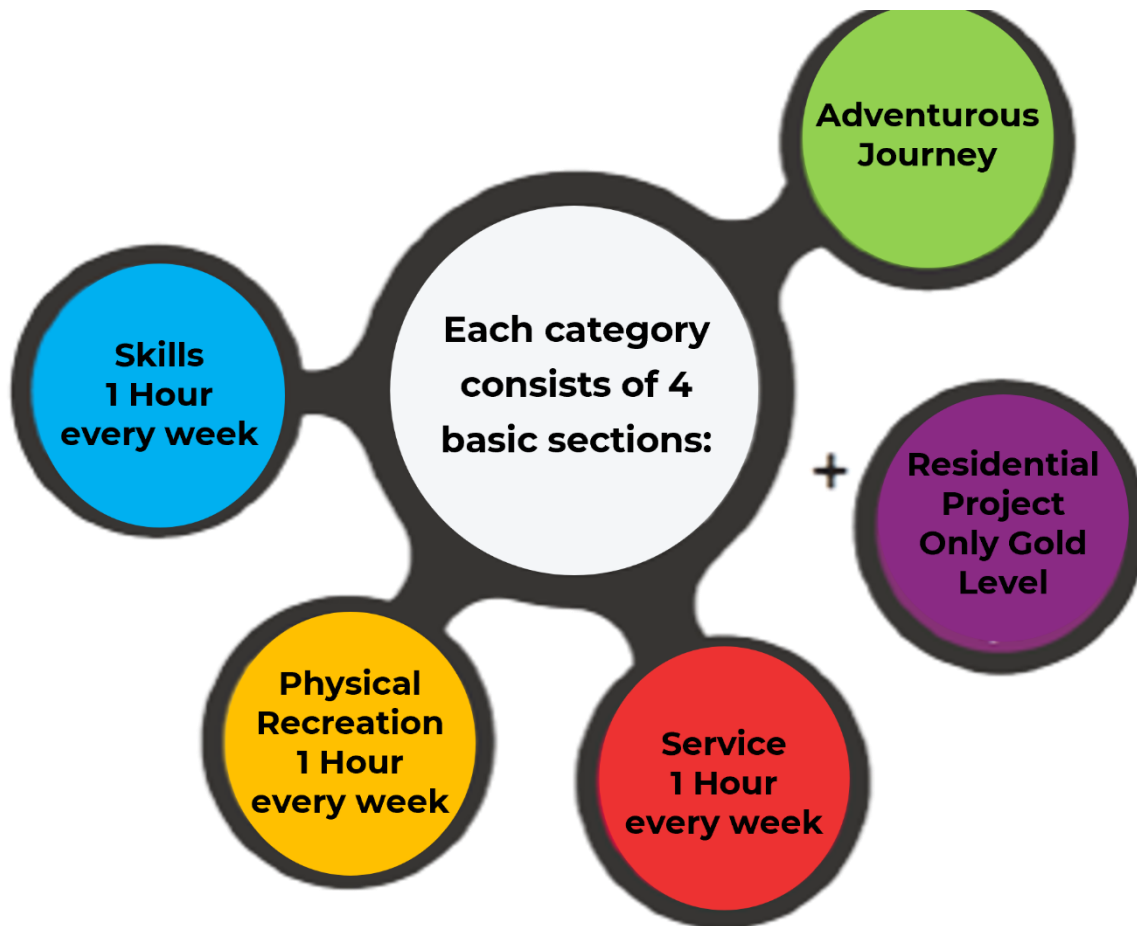 Adventurous
Journey
Each category
consists of 4
basic sections:
Skills
1 Hour
every week
+
Residential
Project
Only Gold
Level
Physical
Recreation
1 Hour
every week
Service
1 Hour
every week